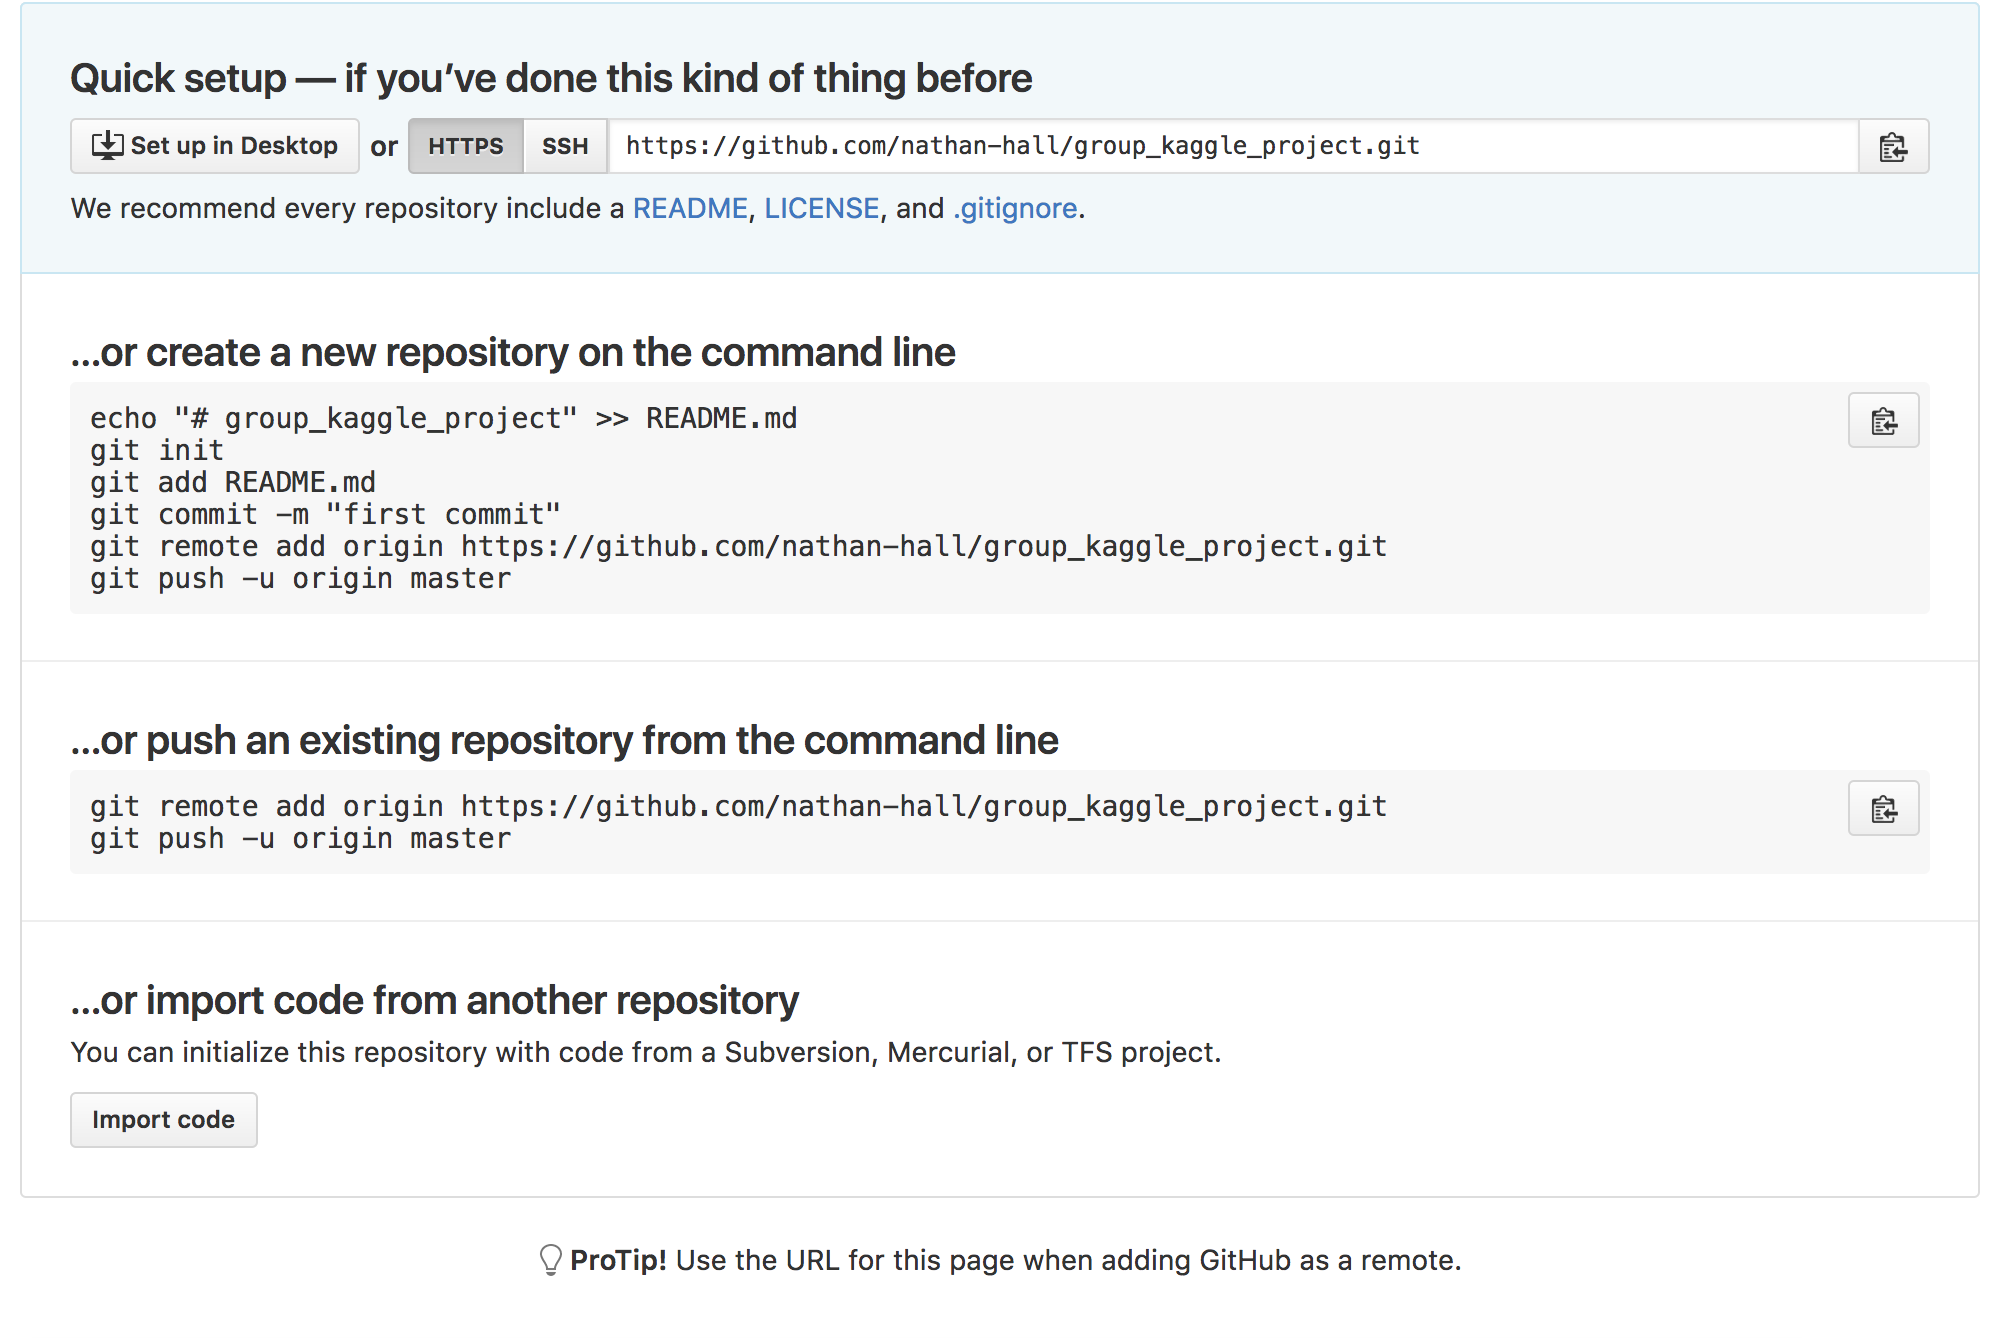 Quick setup — if you’ve done this kind of thing before
Set up in Desktop or HTTPS SSH https://github.com/nathan-hall/group_kaggle_project.git
We recommend every repository include a README, LICENSE, and .gitignore.
…or create a new repository on the command line
echo "# group_kaggle_project" >> README.md
git init
git add README.md
git commit -m "first commit"
git remote add origin https://github.com/nathan-hall/group_kaggle_project.git
git push -u origin master
…or push an existing repository from the command line
git remote add origin https://github.com/nathan-hall/group_kaggle_project.git
git push -u origin master
…or import code from another repository
You can initialize this repository with code from a Subversion, Mercurial, or TFS project.
Import code
ProTip! Use the URL for this page when adding GitHub as a remote.